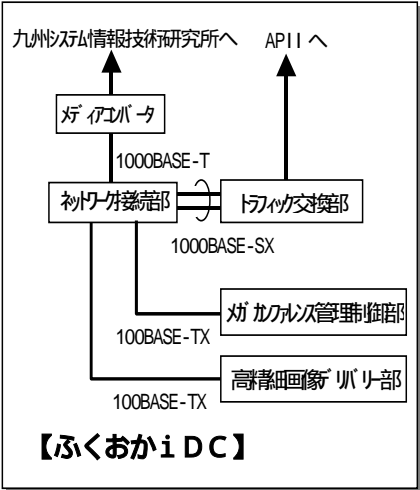 九州システム情報技術研究所へ
APIIへ
メディアコンバータ
1000BASE-T
ネットワーク接続部
トラフィック交換部
1000BASE-SX
メガカンファレンス管理制御部
100BASE-TX
高精細画像デリバリー部
100BASE-TX
【ふくおかｉＤＣ】